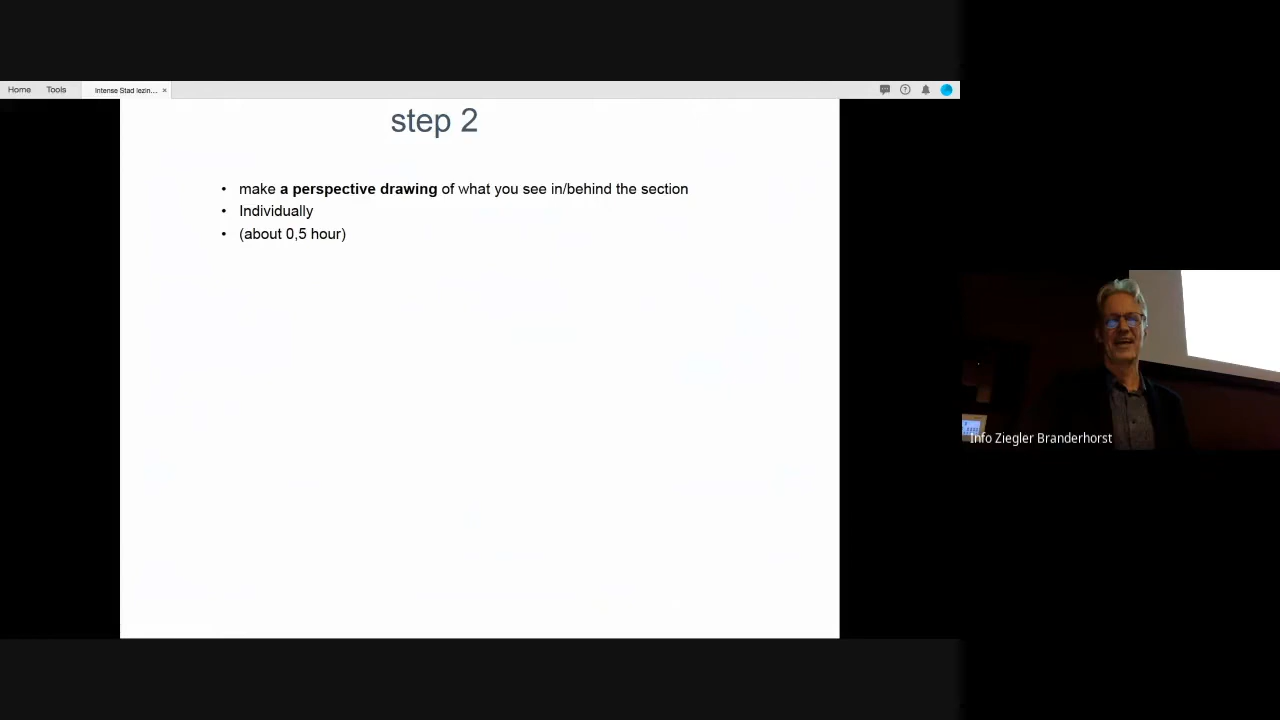 Home Tools Intense Stad lezin... ×
step 2
• make a perspective drawing of what you see in/behind the section
• Individually
• (about 0,5 hour)
Info Ziegler Branderhorst